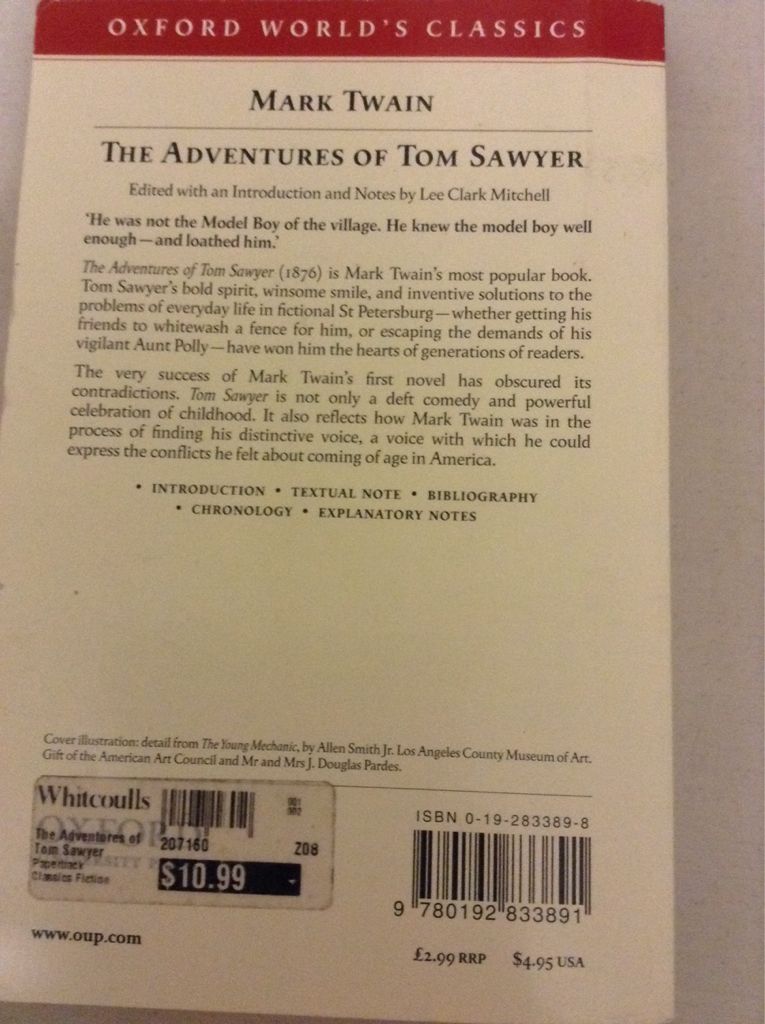 OXFORD WORLD'S CLASSICS
MARK TWAIN
THE ADVENTURES OF TOM SAWYER
Edited with an Introduction and Notes by Lee Clark Mitchell
'He was not the Model Boy of the village. He knew the model boy well
enough—and loathed him.'
The Adventures of Tom Sawyer (1876) is Mark Twain's most popular book.
Tom Sawyer's bold spirit, winsome smile, and inventive solutions to the
problems of everyday life in fictional St Petersburg—whether getting his
friends to whitewash a fence for him, or escaping the demands of his
vigilant Aunt Polly—have won him the hearts of generations of readers.
The very success of Mark Twain's first novel has obscured its
contradictions. Tom Sawyer is not only a deft comedy and powerful
celebration of childhood. It also reflects how Mark Twain was in the
process of finding his distinctive voice, a voice with which he could
express the conflicts he felt about coming of age in America.
• INTRODUCTION • TEXTUAL NOTE • BIBLIOGRAPHY
• CHRONOLOGY • EXPLANATORY NOTES
Cover illustration: detail from The Young Mechanic, by Allen Smith Jr. Los Angeles County Museum of Art.
Gift of the American Art Council and Mr and Mrs J. Douglas Pardes.
Whitcoulls
OXFORD
The Adventures of
Tom Sawyer
Paperback
Classics Fiction
207160
Z08
$10.99
www.oup.com
ISBN 0-19-283389-8
9 780192 833891
£2.99 RRP $4.95 USA